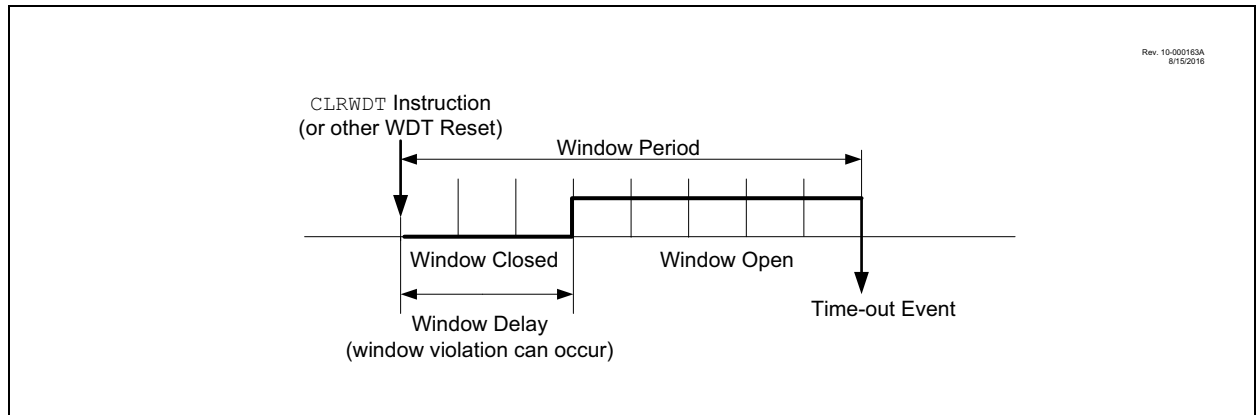 Rev. 10-000163A
8/15/2016
CLRWDT Instruction
(or other WDT Reset)
Window Period
Window Closed
Window Open
Window Delay
(window violation can occur)
Time-out Event